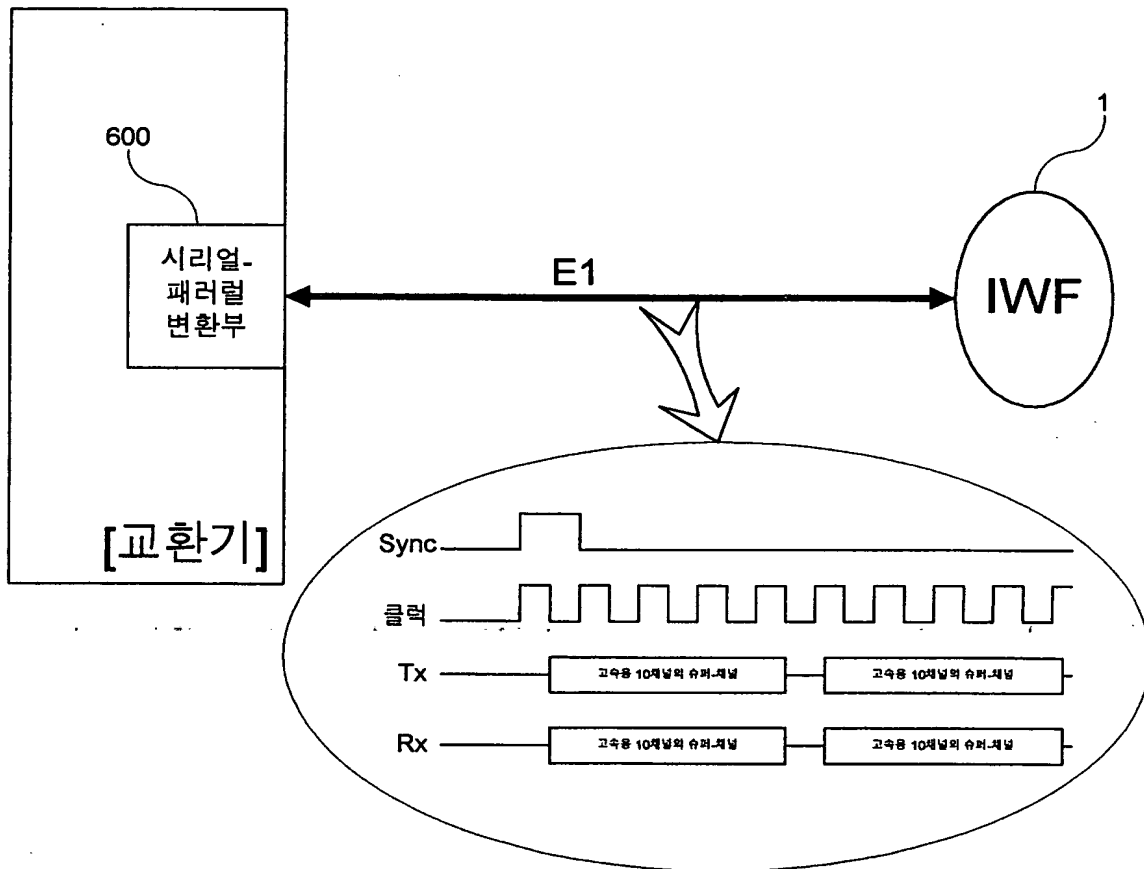 600
1
시리얼-
패러럴
변환부
E1
IWF
[교환기]
Sync
클럭
Tx
고속용 10채널의 슈퍼-채널
고속용 10채널의 슈퍼-채널
Rx
고속용 10채널의 슈퍼-채널
고속용 10채널의 슈퍼-채널